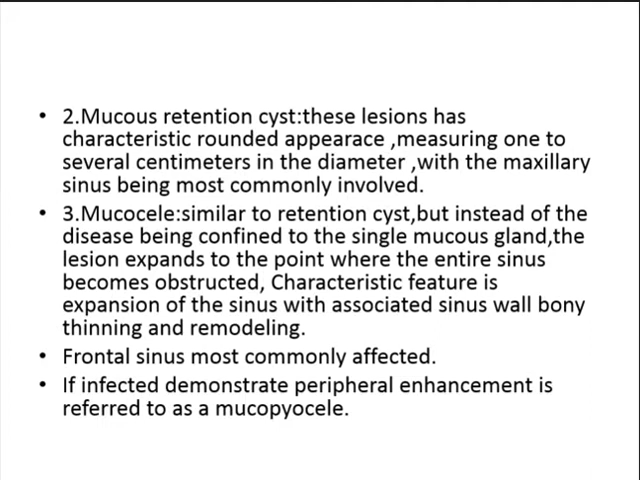 • 2.Mucous retention cyst:these lesions has
characteristic rounded appearace ,measuring one to
several centimeters in the diameter ,with the maxillary
sinus being most commonly involved.
• 3.Mucocele:similar to retention cyst,but instead of the
disease being confined to the single mucous gland,the
lesion expands to the point where the entire sinus
becomes obstructed, Characteristic feature is
expansion of the sinus with associated sinus wall bony
thinning and remodeling.
• Frontal sinus most commonly affected.
• If infected demonstrate peripheral enhancement is
referred to as a mucopyocele.